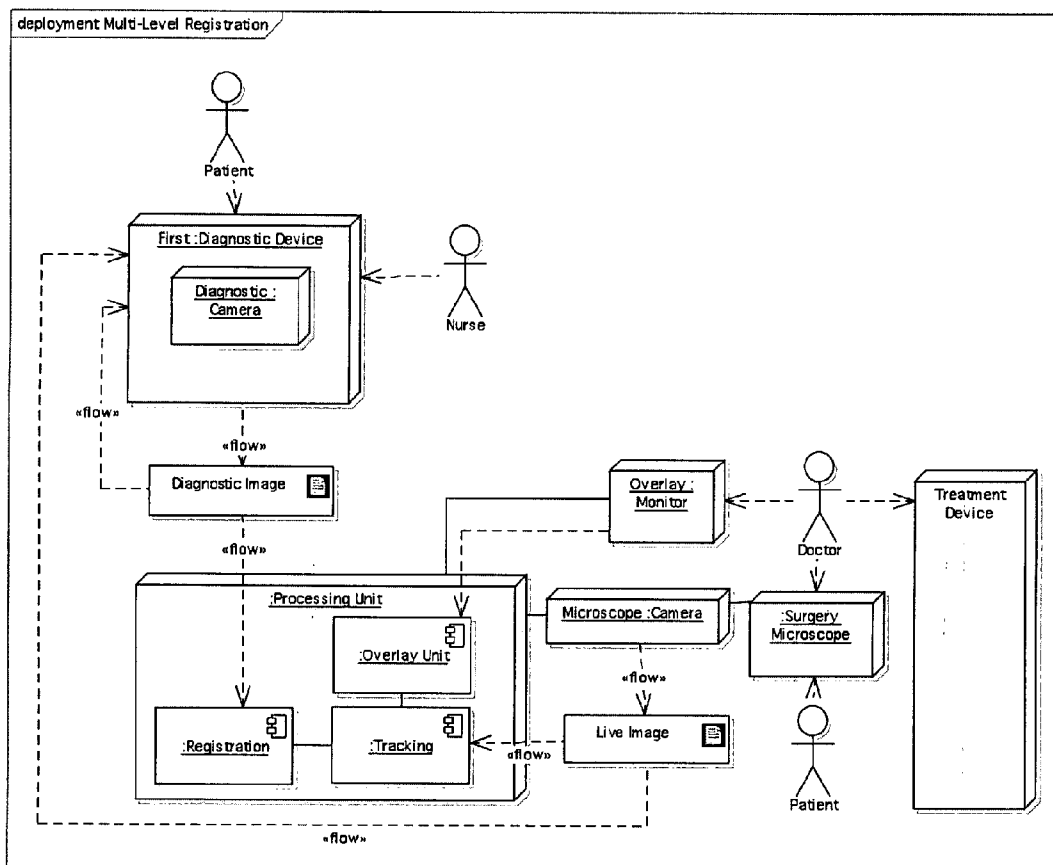 deployment Multi-Level Registration
Patient
First :Diagnostic Device
Diagnostic :
Camera
Nurse
«flow»
«flow»
Diagnostic Image
«flow»
Overlay :
Monitor
Doctor
Treatment
Device
:Processing Unit
Microscope :Camera
:Surgery
Microscope
:Overlay Unit
«flow»
:Registration
:Tracking
«flow»
Live Image
Patient
«flow»